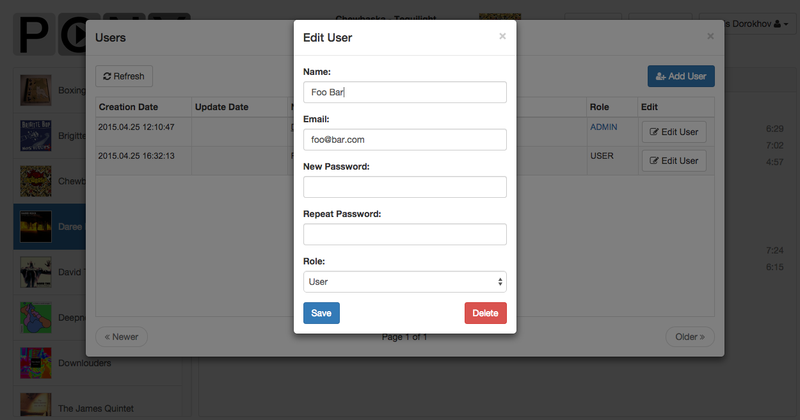 Chewbacka - Tequilight
Dorokhov
Users
×
Refresh
Add User
Creation Date
Update Date
Role
Edit
2015.04.25 12:10:47
ADMIN
Edit User
2015.04.25 16:32:13
USER
Edit User
« Newer
Page 1 of 1
Older »
Edit User
×
Name:
Foo Bar
Email:
foo@bar.com
New Password:
Repeat Password:
Role:
User
Save
Delete
Boxing
Brigitte
Chewb
Daree
David T
Deepn
Downlouders
The James Quintet
6:29
7:02
4:57
7:24
6:15